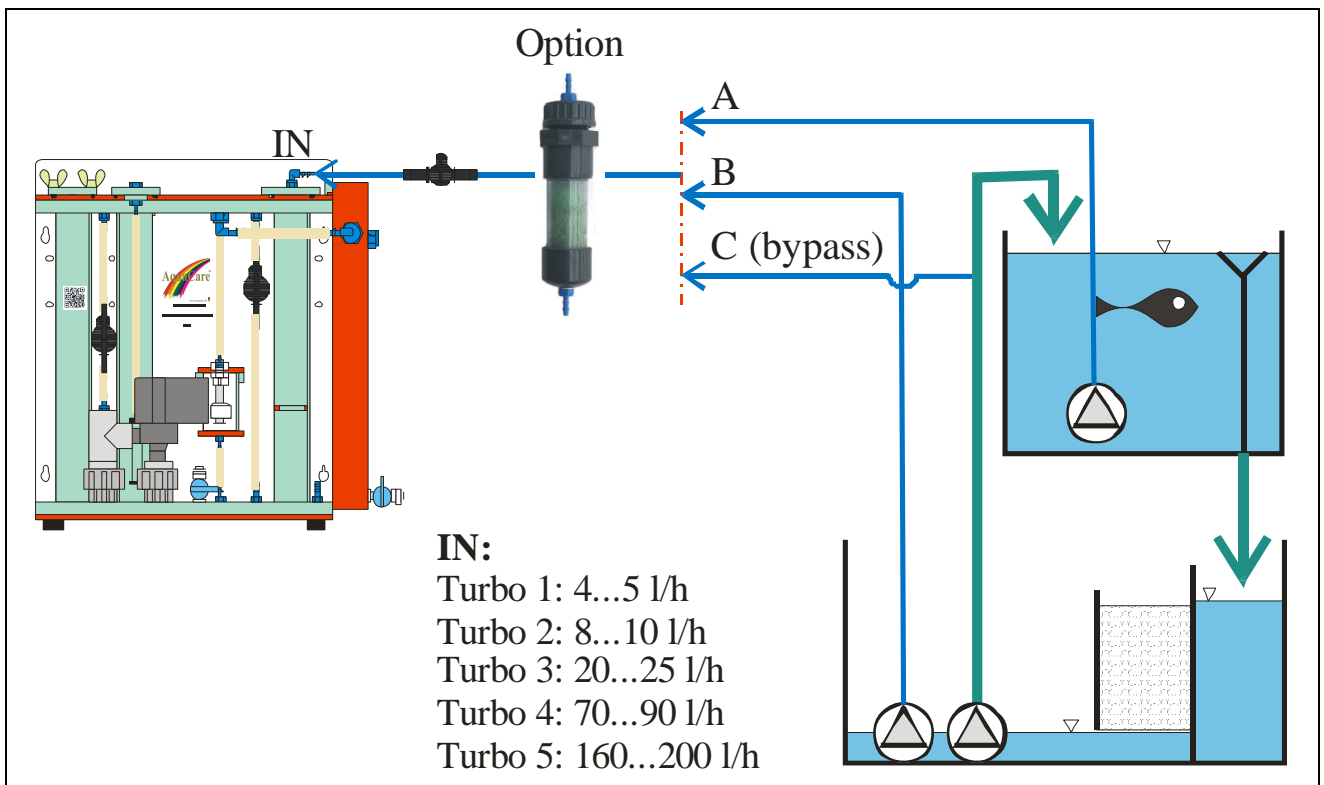 Option
A
IN
B
C (bypass)
AquaCare
IN:
Turbo 1: 4...5 l/h
Turbo 2: 8...10 l/h
Turbo 3: 20...25 l/h
Turbo 4: 70...90 l/h
Turbo 5: 160...200 l/h